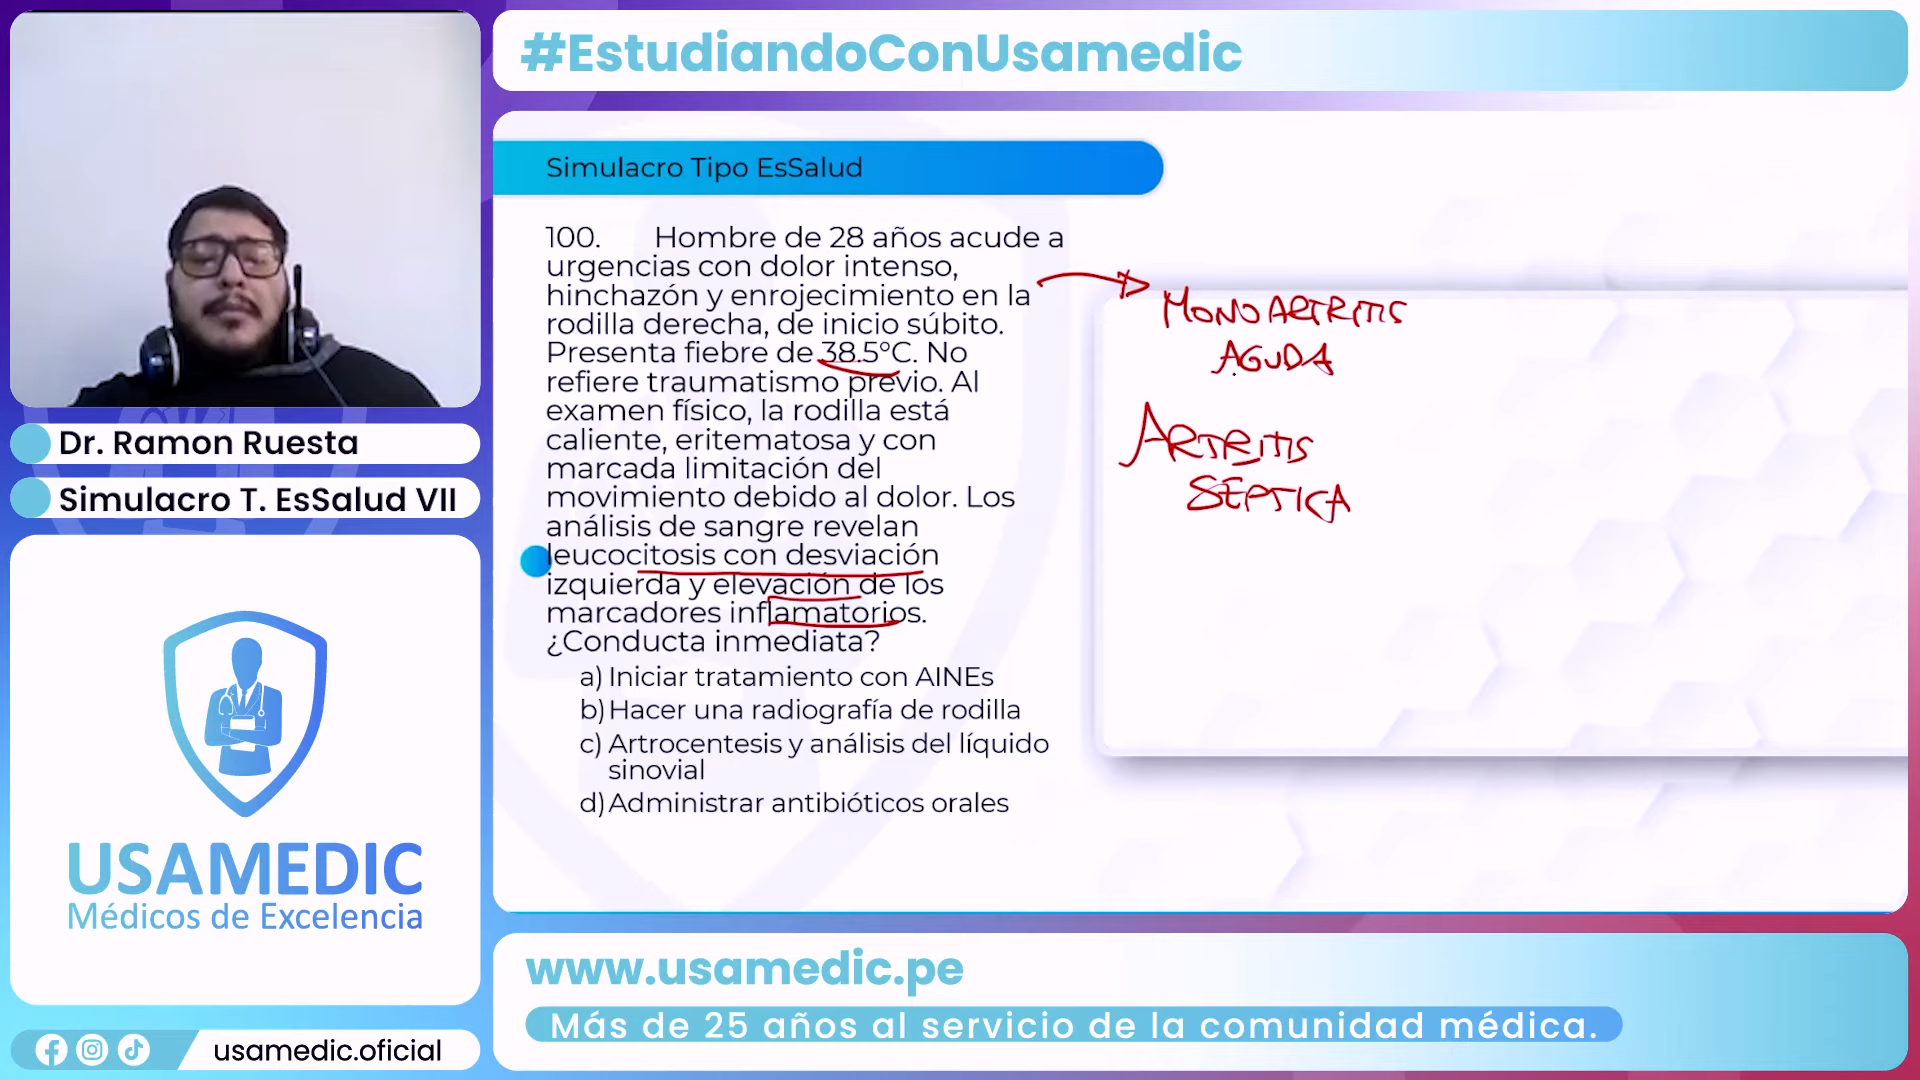 #EstudiandoConUsamedic
Simulacro Tipo EsSalud
100. Hombre de 28 años acude a
urgencias con dolor intenso,
hinchazón y enrojecimiento en la
rodilla derecha, de inicio súbito.
Presenta fiebre de 38.5°C. No
refiere traumatismo previo. Al
examen físico, la rodilla está
caliente, eritematosa y con
marcada limitación del
movimiento debido al dolor. Los
análisis de sangre revelan
leucocitosis con desviación
izquierda y elevación de los
marcadores inflamatorios.
¿Conducta inmediata?
a) Iniciar tratamiento con AINEs
b) Hacer una radiografía de rodilla
c) Artrocentesis y análisis del líquido
sinovial
d) Administrar antibióticos orales
MONOARTRITIS
AGUDA
ARTRITIS
SÉPTICA
Dr. Ramon Ruesta
Simulacro T. EsSalud VII
USAMEDIC
Médicos de Excelencia
usamedic.oficial
www.usamedic.pe
Más de 25 años al servicio de la comunidad médica.